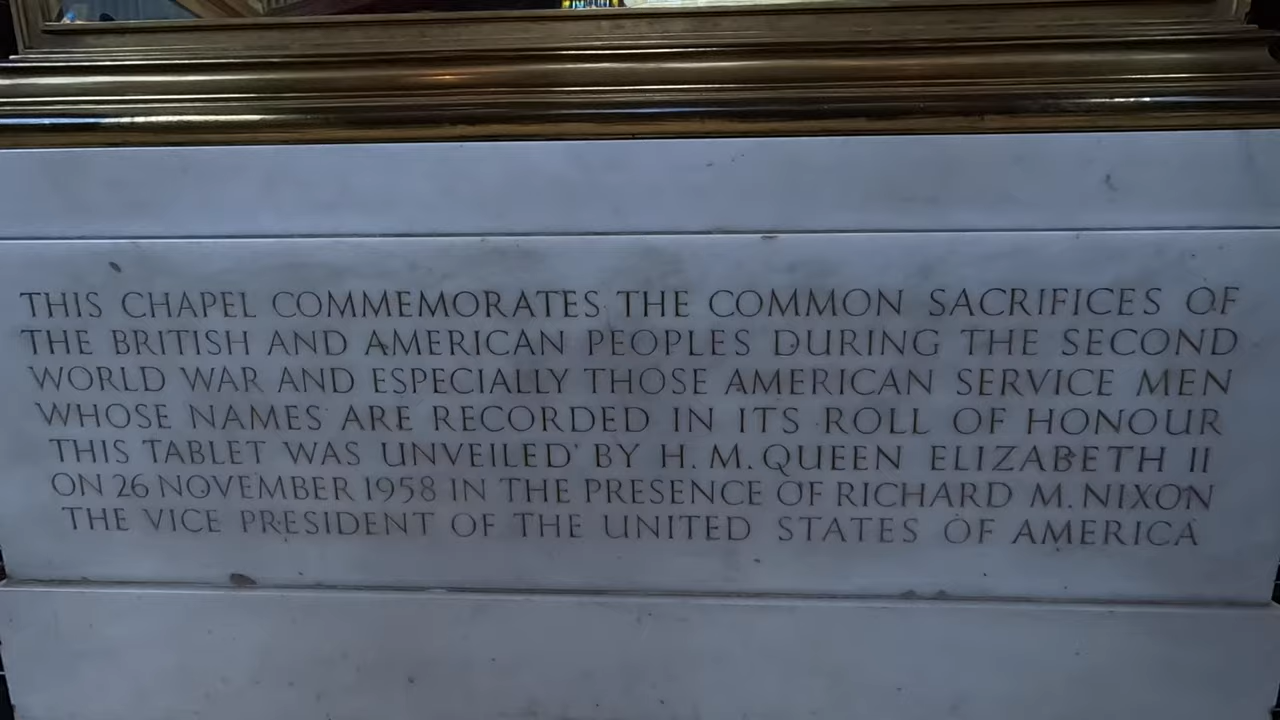 THIS CHAPEL COMMEMORATES THE COMMON SACRIFICES OF
THE BRITISH AND AMERICAN PEOPLES DURING THE SECOND
WORLD WAR AND ESPECIALLY THOSE AMERICAN SERVICE MEN
WHOSE NAMES ARE RECORDED IN ITS ROLL OF HONOUR
THIS TABLET WAS UNVEILED BY H. M. QUEEN ELIZABETH II
ON 26 NOVEMBER 1958 IN THE PRESENCE OF RICHARD M. NIXON
THE VICE PRESIDENT OF THE UNITED STATES OF AMERICA